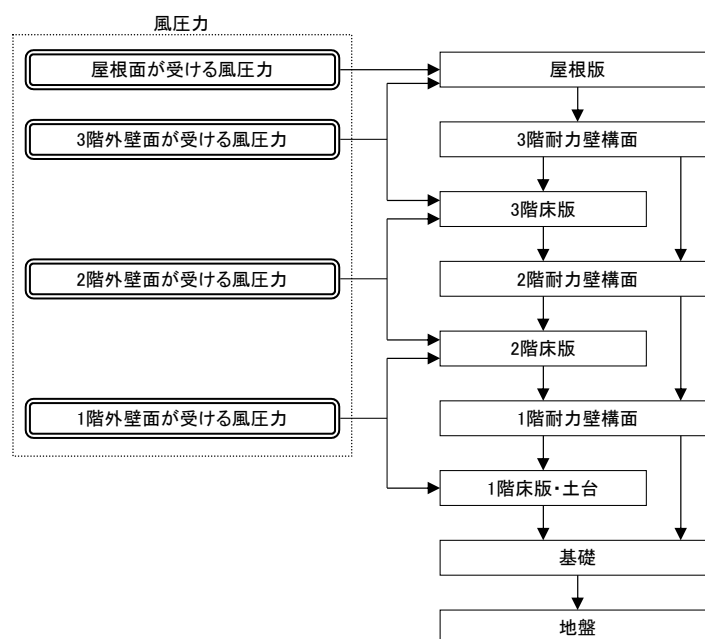 風圧力
屋根面が受ける風圧力
屋根版
3階外壁面が受ける風圧力
3階耐力壁構面
3階床版
2階外壁面が受ける風圧力
2階耐力壁構面
2階床版
1階外壁面が受ける風圧力
1階耐力壁構面
1階床版・土台
基礎
地盤